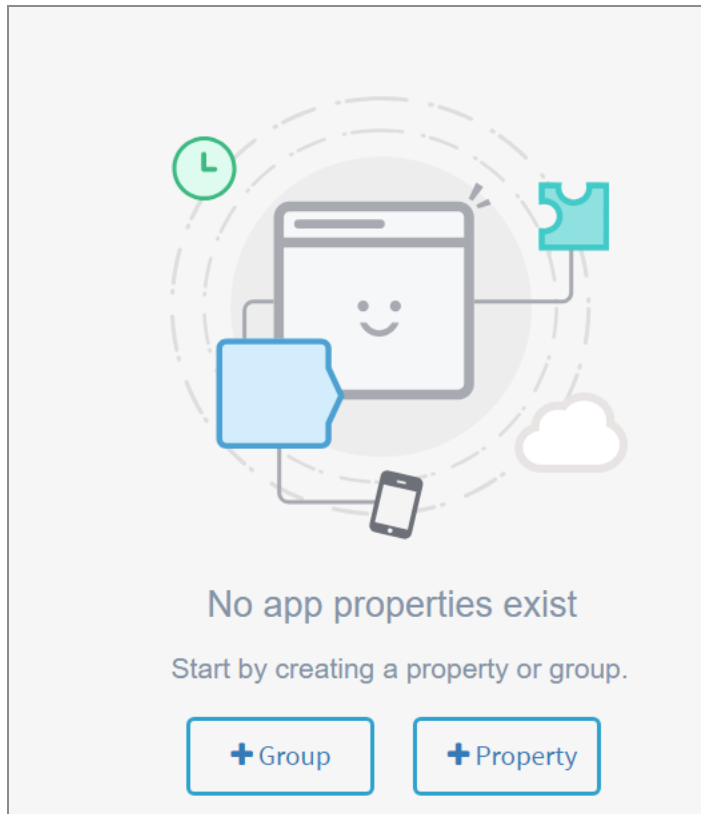 No app properties exist
Start by creating a property or group.
+ Group
+ Property